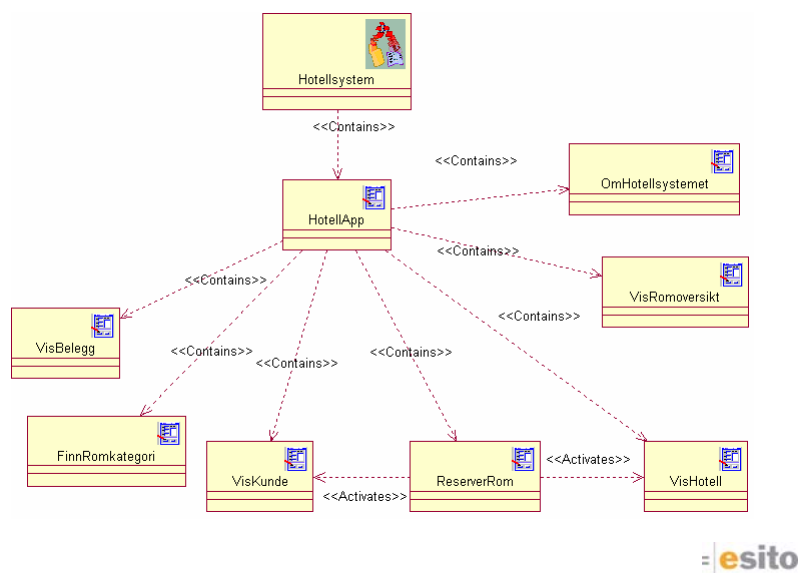 Hotellsystem
<<Contains>>
<<Contains>>
OmHotellsystemet
HotellApp
<<Contains>>
<<Contains>>
VisRomoversikt
<<Contains>>
VisBelegg
<<Contains>>
<<Contains>>
<<Contains>>
FinnRomkategori
<<Activates>>
VisKunde
ReserverRom
VisHotell
<<Activates>>
esito